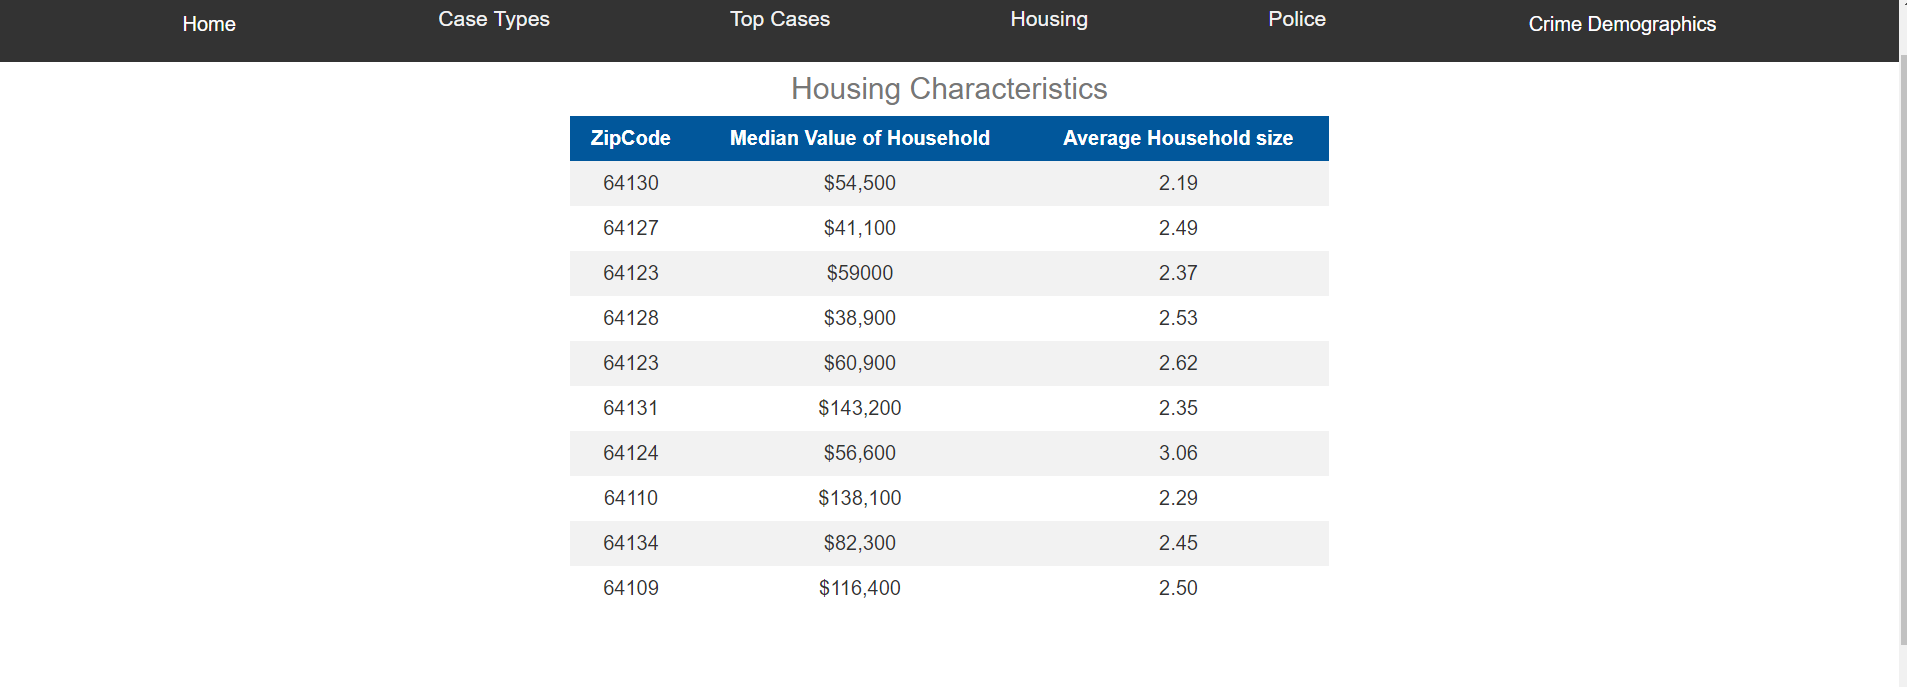 Home Case Types Top Cases Housing Police Crime Demographics
Housing Characteristics
ZipCode Median Value of Household Average Household size
64130 $54,500 2.19
64127 $41,100 2.49
64123 $59000 2.37
64128 $38,900 2.53
64123 $60,900 2.62
64131 $143,200 2.35
64124 $56,600 3.06
64110 $138,100 2.29
64134 $82,300 2.45
64109 $116,400 2.50